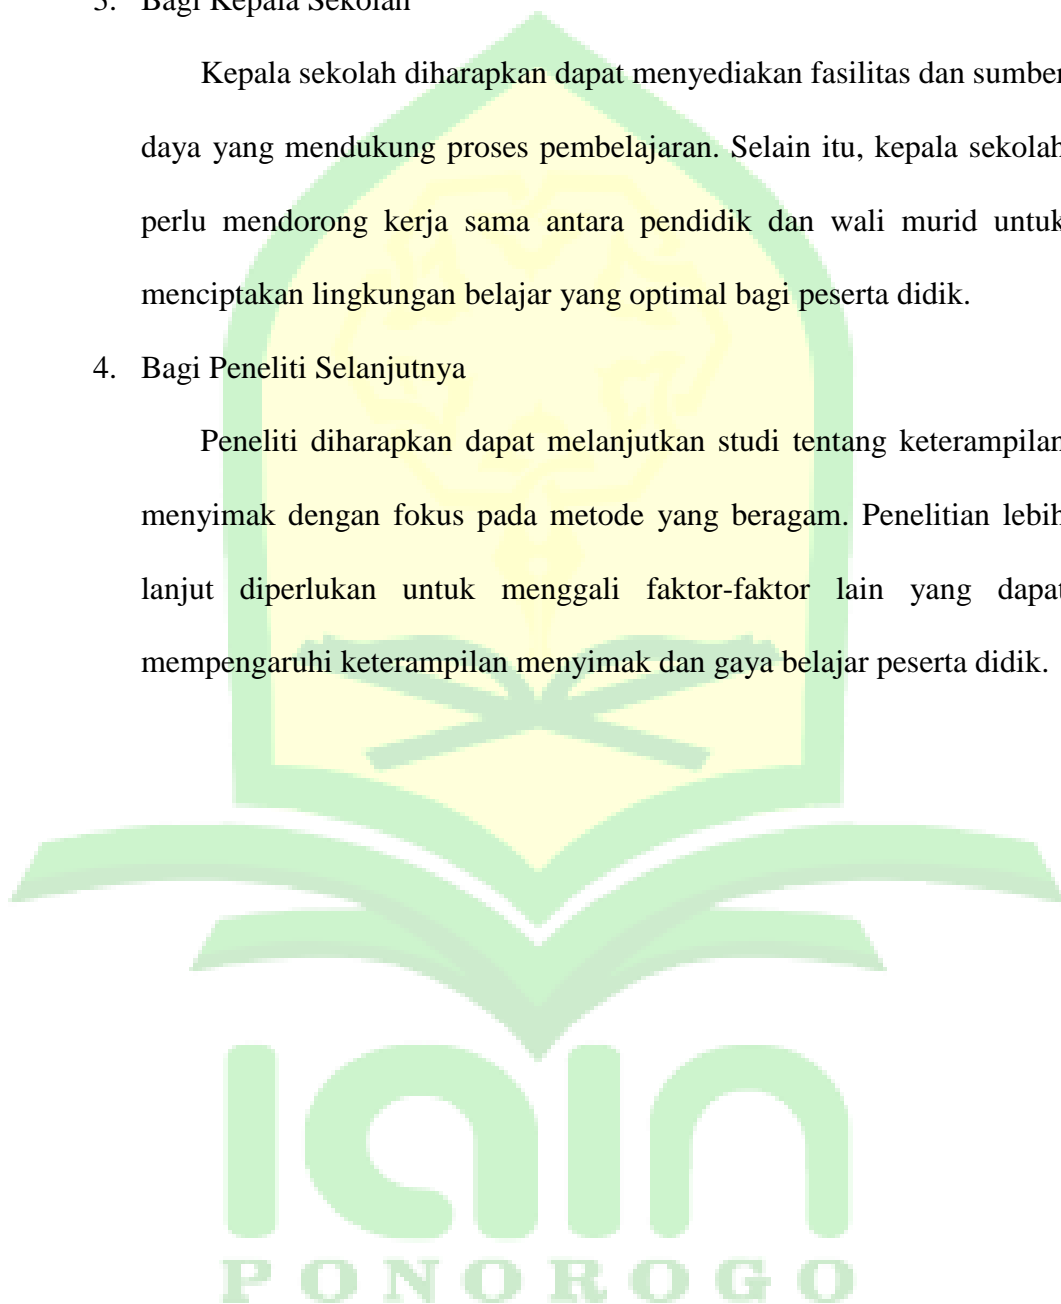 3. Bagi Kepala Sekolah
Kepala sekolah diharapkan dapat menyediakan fasilitas dan sumber
daya yang mendukung proses pembelajaran. Selain itu, kepala sekolah
perlu mendorong kerja sama antara pendidik dan wali murid untuk
menciptakan lingkungan belajar yang optimal bagi peserta didik.
4. Bagi Peneliti Selanjutnya
Peneliti diharapkan dapat melanjutkan studi tentang keterampilan
menyimak dengan fokus pada metode yang beragam. Penelitian lebih
lanjut diperlukan untuk menggali faktor-faktor lain yang dapat
mempengaruhi keterampilan menyimak dan gaya belajar peserta didik.
iain
PONOROGO